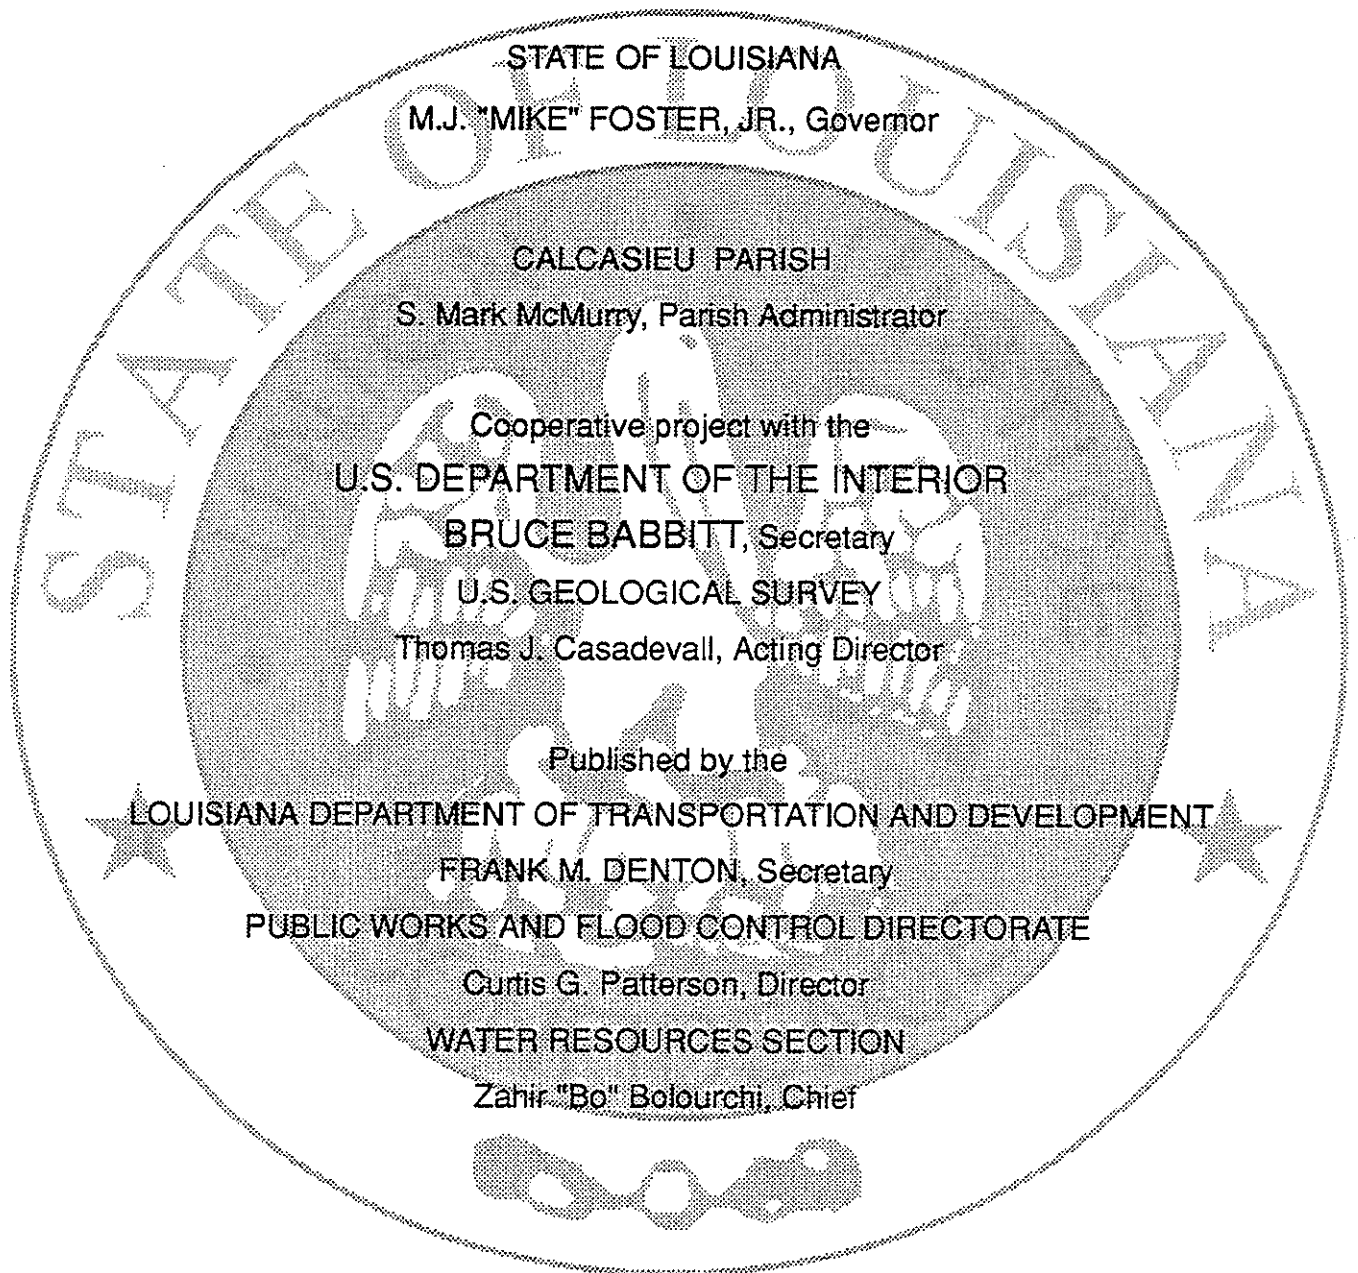 STATE OF LOUISIANA
M.J. "MIKE" FOSTER, JR., Governor
CALCASIEU PARISH
S. Mark McMurry, Parish Administrator
Cooperative project with the
U.S. DEPARTMENT OF THE INTERIOR
BRUCE BABBITT, Secretary
U.S. GEOLOGICAL SURVEY
Thomas J. Casadevall, Acting Director
Published by the
LOUISIANA DEPARTMENT OF TRANSPORTATION AND DEVELOPMENT
FRANK M. DENTON, Secretary
PUBLIC WORKS AND FLOOD CONTROL DIRECTORATE
Curtis G. Patterson, Director
WATER RESOURCES SECTION
Zahir "Bo" Bolourchi, Chief
STATE OF LOUISIANA